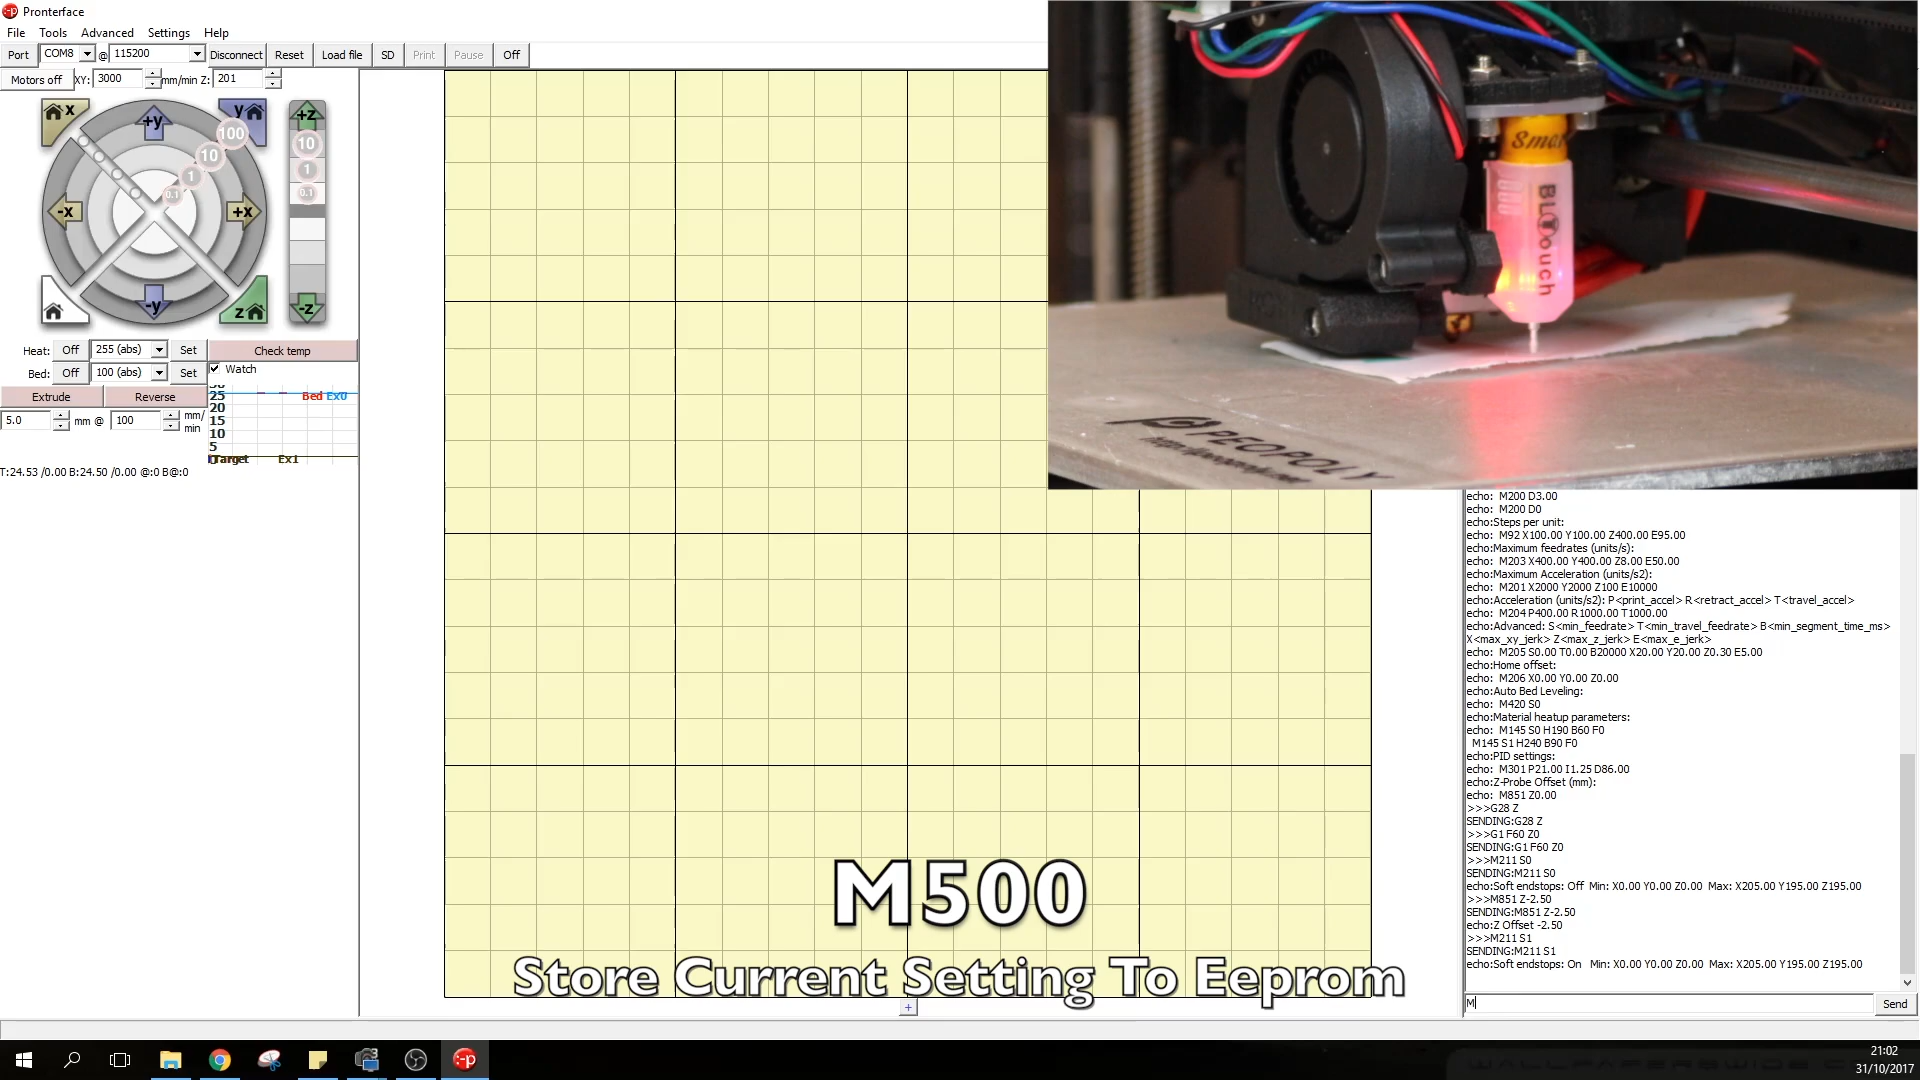 Pronterface
File Tools Advanced Settings Help
Port COM8 @ 115200 Disconnect Reset Load file SD Print Pause Off
Motors off XY: 3000 mm/min Z: 201
x y +z
+y 100
10 10
1 1
0.1 0.1
-x +x
-y
z -z
Heat: Off 255 (abs) Set Check temp
Bed: Off 100 (abs) Set Watch
Extrude Reverse
5.0 mm @ 100 mm/
min
30
25 Bed Ex0
20
15
10
5
Target Ex1
T:24.53 /0.00 B:24.50 /0.00 @:0 B@:0
Smar
BLTouch
PEOPOLY
echo: M200 D3.00
echo: M200 D0
echo:Steps per unit:
echo: M92 X100.00 Y100.00 Z400.00 E95.00
echo:Maximum feedrates (units/s):
echo: M203 X400.00 Y400.00 Z8.00 E50.00
echo:Maximum Acceleration (units/s2):
echo: M201 X2000 Y2000 Z100 E10000
echo:Acceleration (units/s2): P<print_accel> R<retract_accel> T<travel_accel>
echo: M204 P400.00 R1000.00 T1000.00
echo:Advanced: S<min_feedrate> T<min_travel_feedrate> B<min_segment_time_ms>
X<max_xy_jerk> Z<max_z_jerk> E<max_e_jerk>
echo: M205 S0.00 T0.00 B20000 X20.00 Y20.00 Z0.30 E5.00
echo:Home offset:
echo: M206 X0.00 Y0.00 Z0.00
echo:Auto Bed Leveling:
echo: M420 S0
echo:Material heatup parameters:
echo: M145 S0 H190 B60 F0
M145 S1 H240 B90 F0
echo:PID settings:
echo: M301 P21.00 I1.25 D86.00
echo:Z-Probe Offset (mm):
echo: M851 Z0.00
>>>G28 Z
SENDING:G28 Z
>>>G1 F60 Z0
SENDING:G1 F60 Z0
>>>M211 S0
SENDING:M211 S0
echo:Soft endstops: Off Min: X0.00 Y0.00 Z0.00 Max: X205.00 Y195.00 Z195.00
>>>M851 Z-2.50
SENDING:M851 Z-2.50
echo:Z Offset -2.50
>>>M211 S1
SENDING:M211 S1
echo:Soft endstops: On Min: X0.00 Y0.00 Z0.00 Max: X205.00 Y195.00 Z195.00
M500
Store Current Setting To Eeprom
+
M Send
21:02
31/10/2017